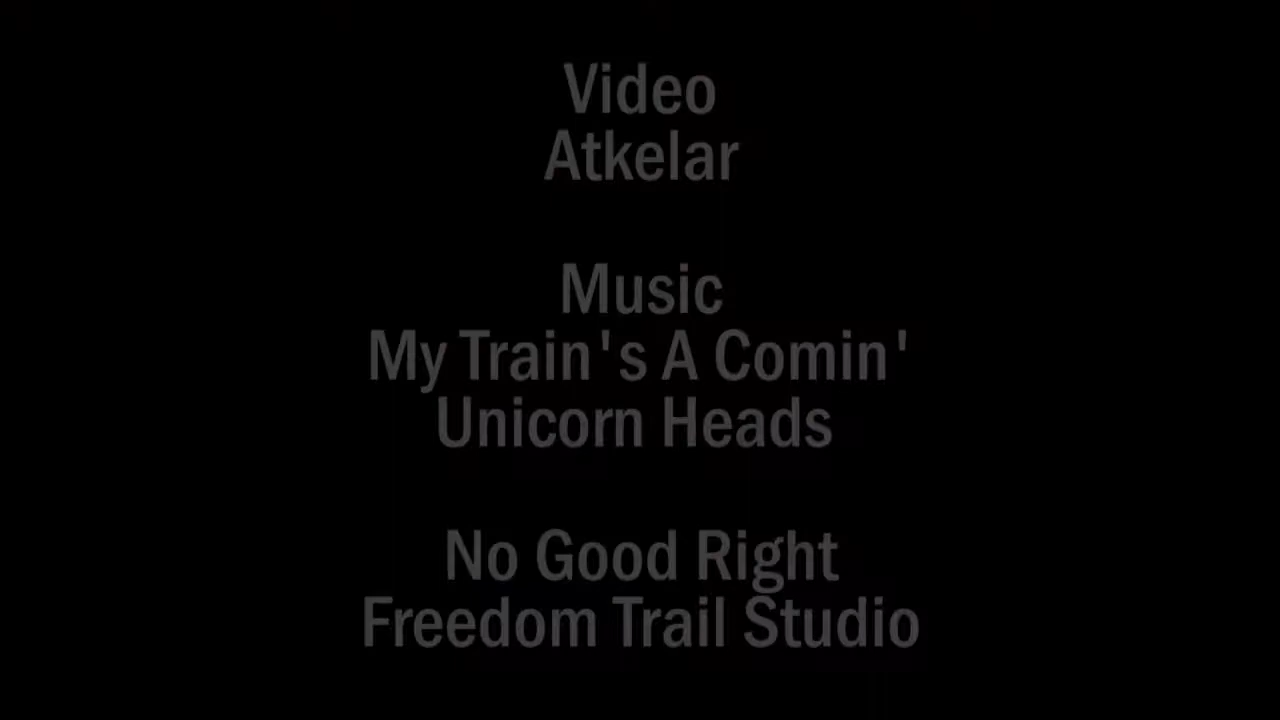 Video
Atkelar
Music
My Train's A Comin'
Unicorn Heads
No Good Right
Freedom Trail Studio